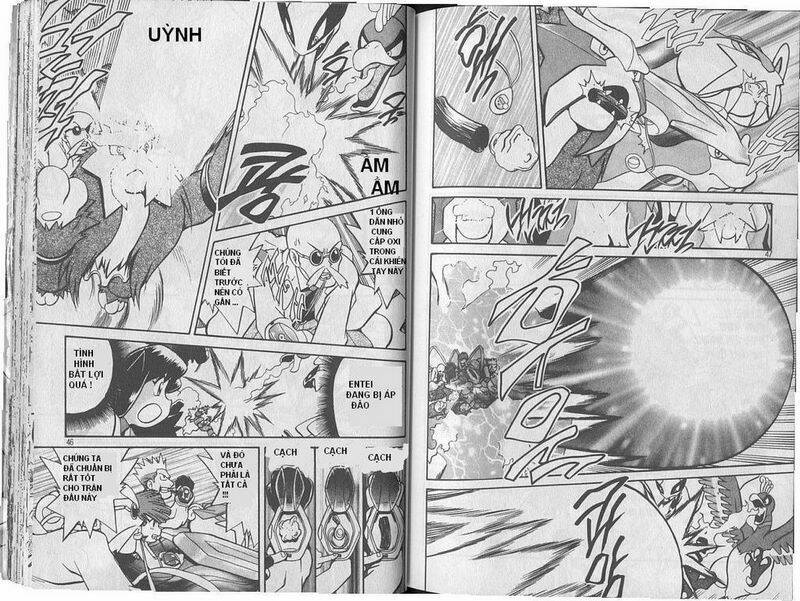 UỲNH
ẦM
ẦM
1 ỐNG
DẪN NHỎ
CUNG
CẤP OXI
TRONG
CÁI KHIÊN
TAY NÀY
CHÚNG
TÔI ĐÃ
BIẾT
TRƯỚC
NÊN CÓ
GẮN ...
TÌNH
HÌNH
BẤT LỢI
QUÁ !
ENTEI
ĐANG BỊ ÁP
ĐẢO
46
CHÚNG TA
ĐÃ CHUẨN BỊ
RẤT TỐT
CHO TRẬN
ĐẤU NÀY
VÀ ĐÓ
CHƯA
PHẢI LÀ
TẤT CẢ
!!!
CẠCH
CẠCH
CẠCH
47